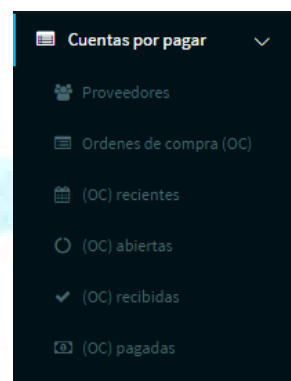 Cuentas por pagar
Proveedores
Ordenes de compra (OC)
(OC) recientes
(OC) abiertas
(OC) recibidas
(OC) pagadas